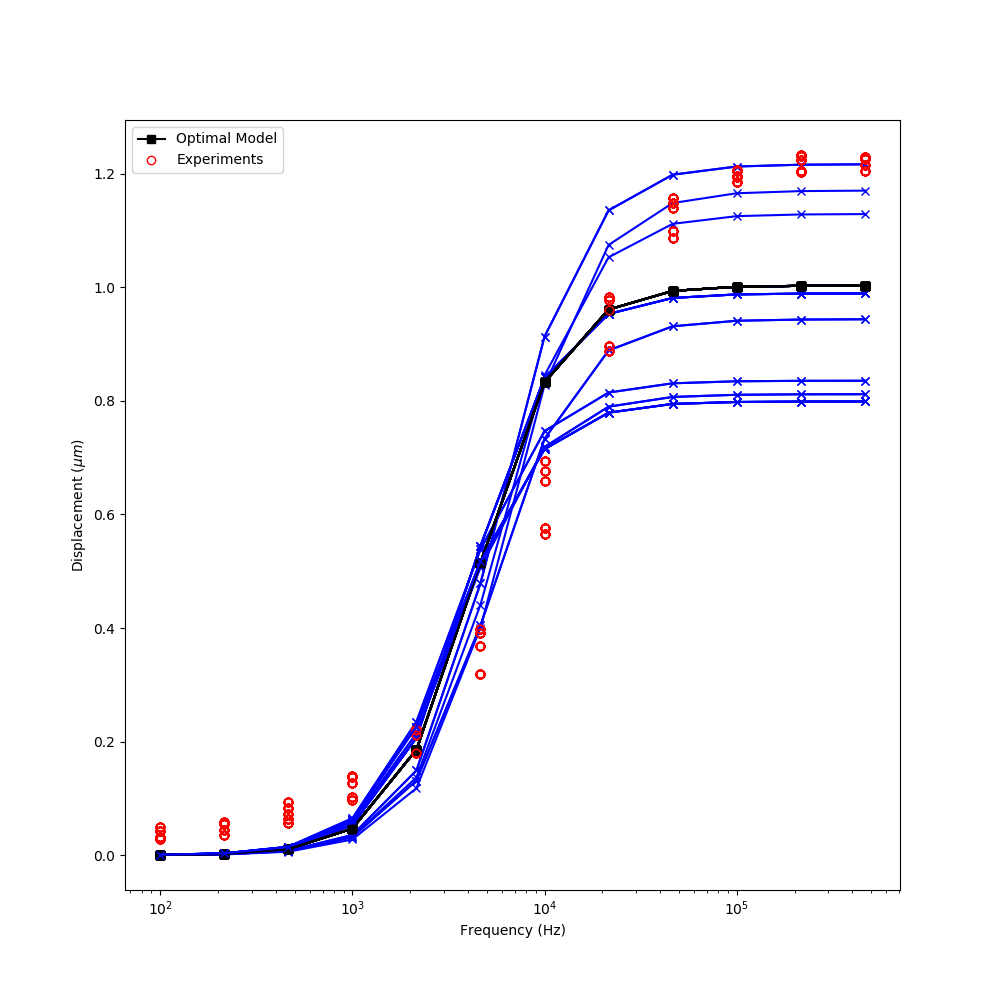 Optimal Model
Experiments
1.2
1.0
0.8
0.6
0.4
0.2
0.0
Displacement (μm)
10²
10³
10⁴
10⁵
Frequency (Hz)